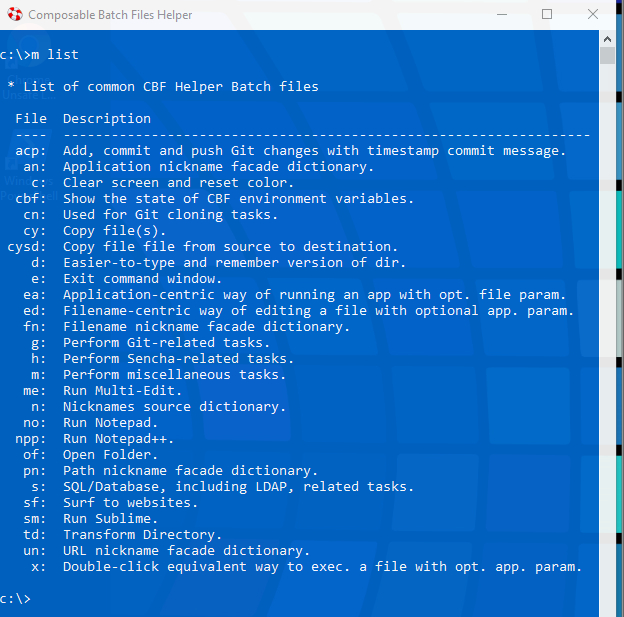 Composable Batch Files Helper
c:\>m list
* List of common CBF Helper Batch files
File  Description
----  ------------------------------------------------------------------
acp:  Add, commit and push Git changes with timestamp commit message.
an:  Application nickname facade dictionary.
c:  Clear screen and reset color.
cbf:  Show the state of CBF environment variables.
cn:  Used for Git cloning tasks.
cy:  Copy file(s).
cysd:  Copy file file from source to destination.
d:  Easier-to-type and remember version of dir.
e:  Exit command window.
ea:  Application-centric way of running an app with opt. file param.
ed:  Filename-centric way of editing a file with optional app. param.
fn:  Filename nickname facade dictionary.
g:  Perform Git-related tasks.
h:  Perform Sencha-related tasks.
m:  Perform miscellaneous tasks.
me:  Run Multi-Edit.
n:  Nicknames source dictionary.
no:  Run Notepad.
npp:  Run Notepad++.
of:  Open Folder.
pn:  Path nickname facade dictionary.
s:  SQL/Database, including LDAP, related tasks.
sf:  Surf to websites.
sm:  Run Sublime.
td:  Transform Directory.
un:  URL nickname facade dictionary.
x:  Double-click equivalent way to exec. a file with opt. app. param.
c:\>